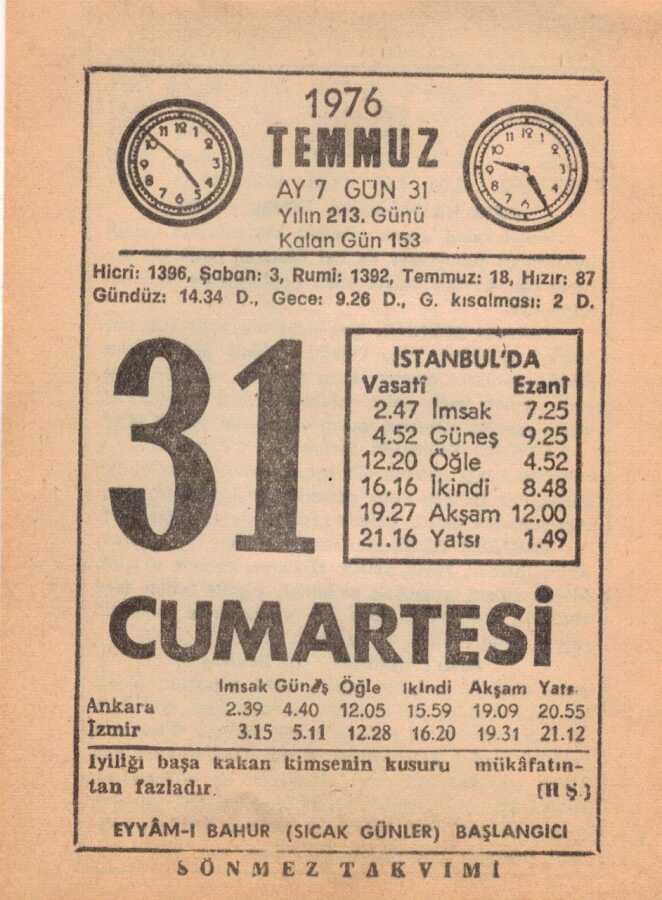 1976
TEMMUZ
AY 7 GÜN 31
Yılın 213. Günü
Kalan Gün 153
Hicrî: 1396, Şaban: 3, Rumî: 1392, Temmuz: 18, Hızır: 87
Gündüz: 14.34 D., Gece: 9.26 D., G. kısalması: 2 D.
31
İSTANBUL'DA
Vasatî Ezanî
2.47 İmsak 7.25
4.52 Güneş 9.25
12.20 Öğle 4.52
16.16 İkindi 8.48
19.27 Akşam 12.00
21.16 Yatsı 1.49
CUMARTESİ
İmsak Güneş Öğle İkindi Akşam Yatsı
Ankara 2.39 4.40 12.05 15.59 19.09 20.55
İzmir 3.15 5.11 12.28 16.20 19.31 21.12
İyiliği başa kakan kimsenin kusuru mükâfatın-
tan fazladır. (H Ş.)
EYYÂM-I BAHUR (SICAK GÜNLER) BAŞLANGICI
SÖNMEZ TAKVİMİ